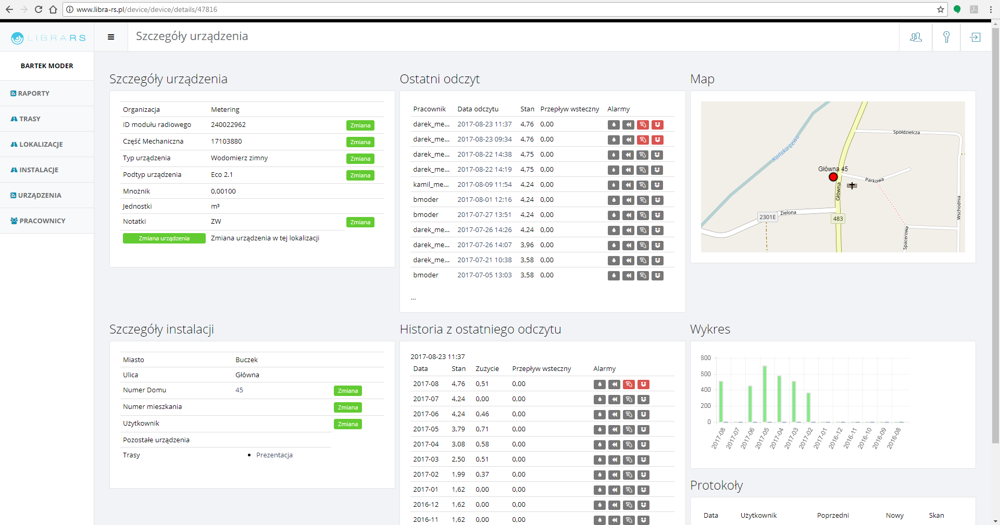 www.libra-rs.pl/device/device/details/47816
LIBRARS
Szczegóły urządzenia
BARTEK MODER
RAPORTY
TRASY
LOKALIZACJE
INSTALACJE
URZĄDZENIA
PRACOWNICY
Szczegóły urządzenia
Organizacja Metering
ID modułu radiowego 240022962 Zmiana
Część Mechaniczna 17103880 Zmiana
Typ urządzenia Wodomierz zimny Zmiana
Podtyp urządzenia Eco 2.1 Zmiana
Mnożnik 0,00100
Jednostki m³
Notatki ZW Zmiana
Zmiana urządzenia Zmiana urządzenia w tej lokalizacji
Ostatni odczyt
Pracownik Data odczytu Stan Przepływ wsteczny Alarmy
darek_me... 2017-08-23 11:37 4,76 0,00
darek_me... 2017-08-23 09:34 4,76 0,00
darek_me... 2017-08-22 14:38 4,75 0,00
darek_me... 2017-08-22 14:19 4,75 0,00
kamil_me... 2017-08-09 11:54 4,24 0,00
bmoder 2017-08-01 12:16 4,24 0,00
bmoder 2017-07-27 13:51 4,24 0,00
darek_me... 2017-07-26 14:26 4,24 0,00
darek_me... 2017-07-26 14:07 3,96 0,00
darek_me... 2017-07-21 10:38 3,58 0,00
bmoder 2017-07-05 13:03 3,58 0,00
...
Map
Spółdzielcza
Końska Lewa
Główna 45
Parkowa
Główna
Wschodnia
Zielona
2301E
483
Spacerowa
Szczegóły instalacji
Miasto Buczek
Ulica Główna
Numer Domu 45 Zmiana
Numer mieszkania Zmiana
Użytkownik Zmiana
Pozostałe urządzenia
Trasy • Prezentacja
Historia z ostatniego odczytu
2017-08-23 11:37
Data Stan Zużycie Przepływ wsteczny Alarmy
2017-08 4,76 0,51 0,00
2017-07 4,24 0,00 0,00
2017-06 4,24 0,46 0,00
2017-05 3,79 0,71 0,00
2017-04 3,08 0,58 0,00
2017-03 2,50 0,51 0,00
2017-02 1,99 0,37 0,00
2017-01 1,62 0,00 0,00
2016-12 1,62 0,00 0,00
2016-11 1,62 0,00 0,00
Wykres
800
600
400
200
0
2017-08 2017-07 2017-06 2017-05 2017-04 2017-03 2017-02 2017-01 2016-12 2016-11 2016-10 2016-09 2016-08
Protokoły
Data Użytkownik Poprzedni Nowy Skan